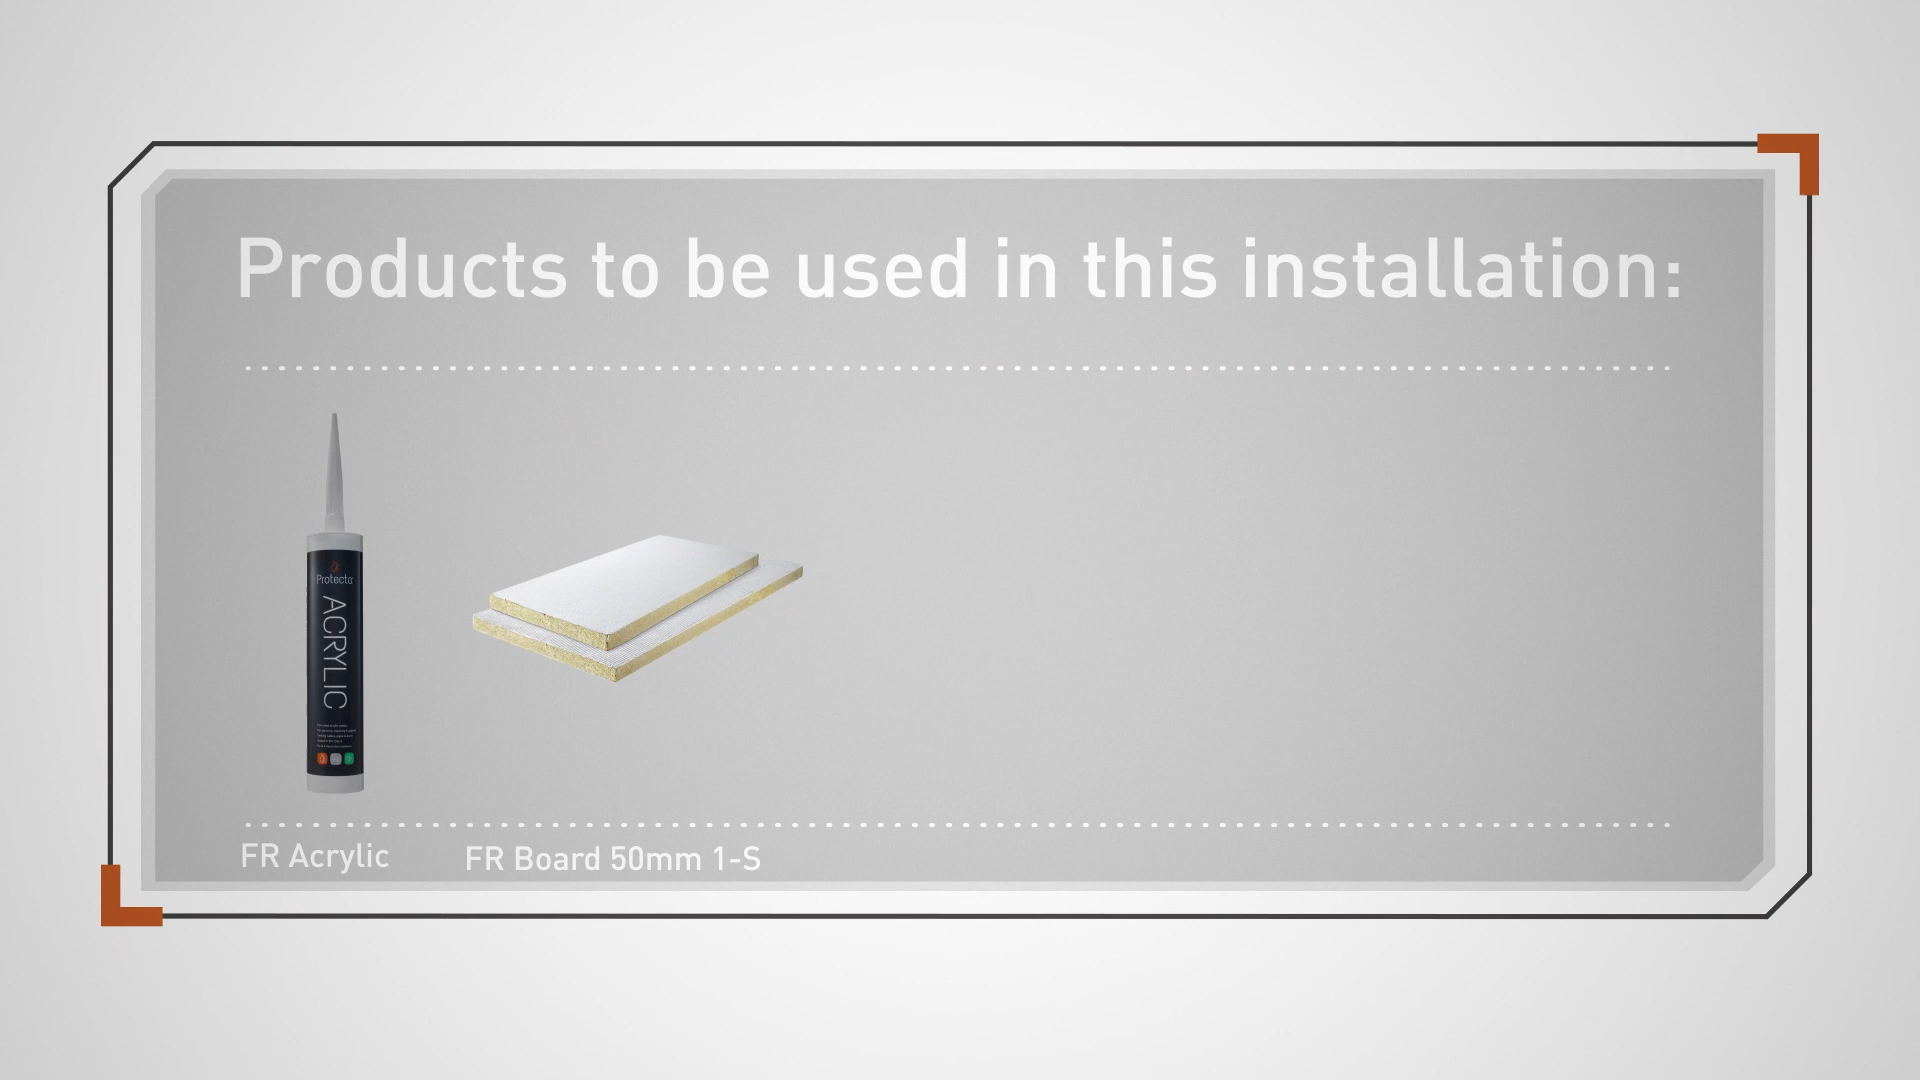 Products to be used in this installation:
Protecta
ACRYLIC
FR Acrylic
FR Board 50mm 1-S